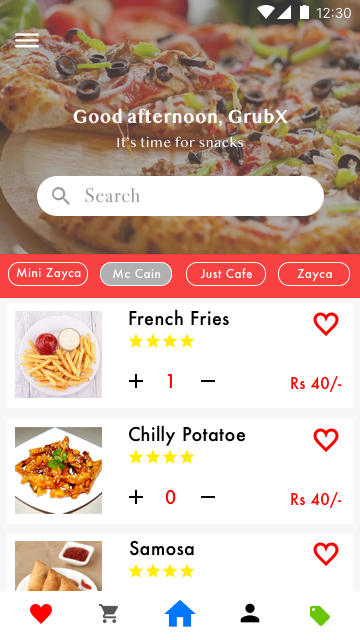 12:30
Good afternoon, GrubX
It's time for snacks
Search
Mini Zayca Mc Cain Just Cafe Zayca
French Fries
1 Rs 40/-
Chilly Potatoe
0 Rs 40/-
Samosa